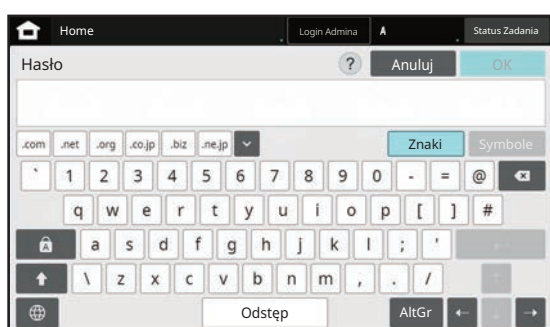 Home Login Admina A Status Zadania
Hasło ? Anuluj OK
.com .net .org .co.jp .biz .ne.jp Znaki Symbole
` 1 2 3 4 5 6 7 8 9 0 - = @
q w e r t y u i o p [ ] #
A a s d f g h j k l ; '
\ z x c v b n m , . /
Odstęp AltGr ← ↓ →